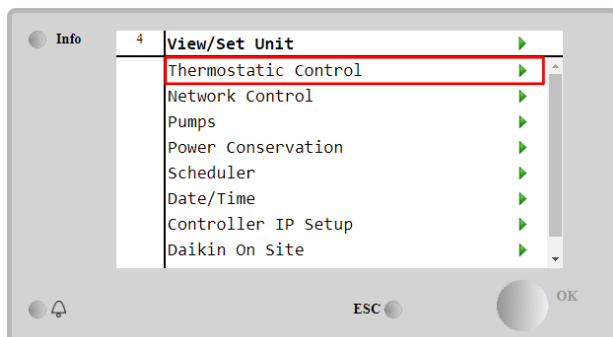 Info
4 View/Set Unit
Thermostatic Control
Network Control
Pumps
Power Conservation
Scheduler
Date/Time
Controller IP Setup
Daikin On Site
ESC
OK